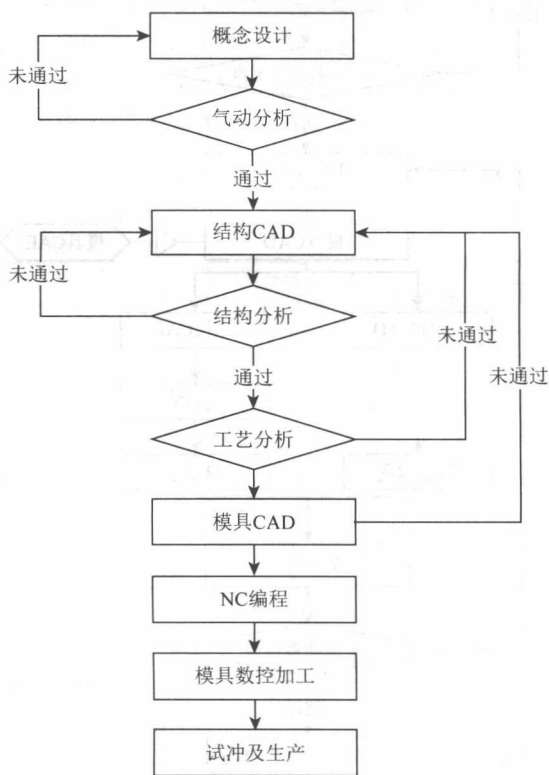 概念设计
未通过
气动分析
通过
结构CAD
未通过
结构分析
未通过
通过
未通过
工艺分析
模具CAD
NC编程
模具数控加工
试冲及生产